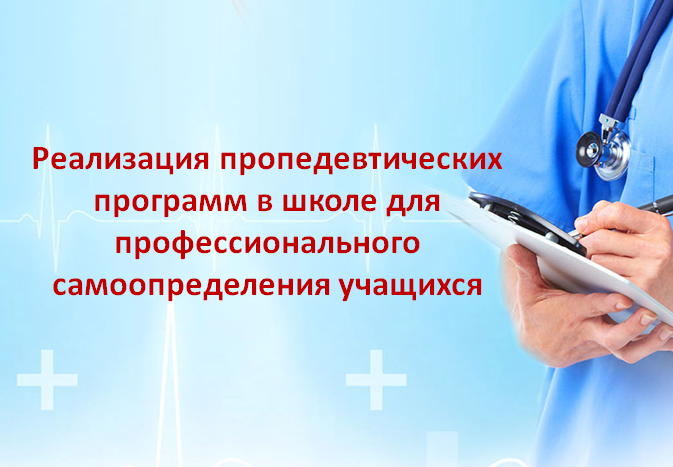 Реализация пропедевтических
программ в школе для
профессионального
самоопределения учащихся